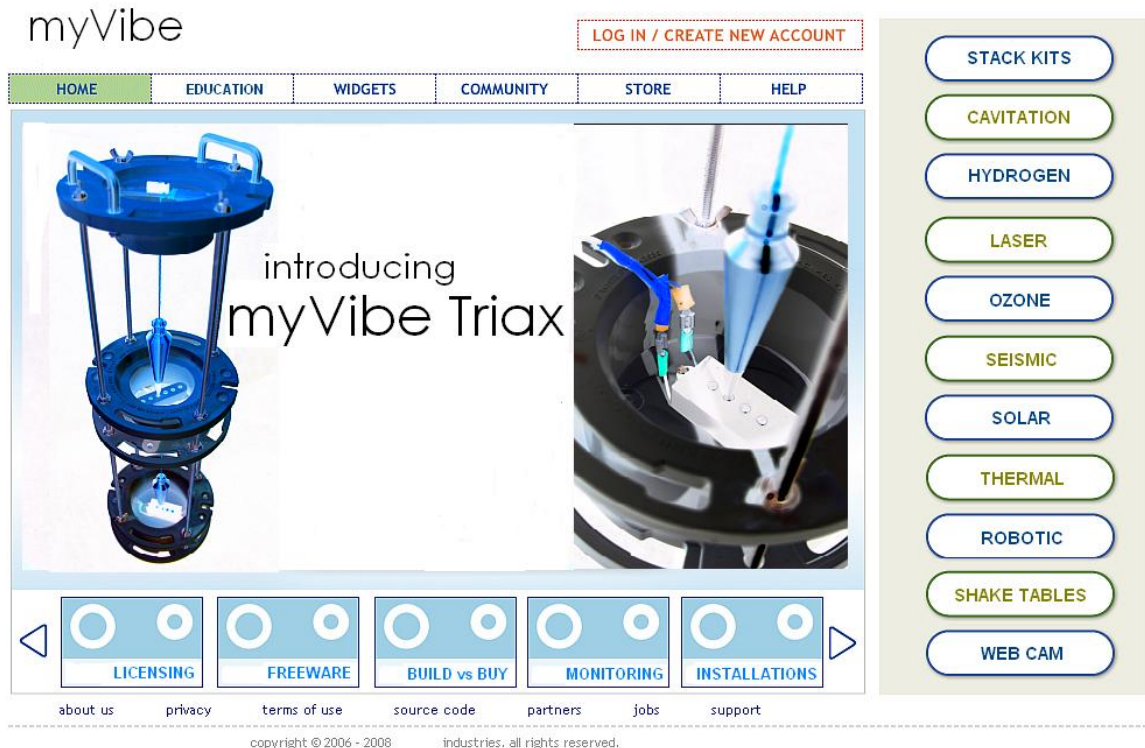 myVibe
LOG IN / CREATE NEW ACCOUNT
HOME EDUCATION WIDGETS COMMUNITY STORE HELP
introducing
myVibe Triax
STACK KITS
CAVITATION
HYDROGEN
LASER
OZONE
SEISMIC
SOLAR
THERMAL
ROBOTIC
SHAKE TABLES
WEB CAM
LICENSING FREEWARE BUILD vs BUY MONITORING INSTALLATIONS
about us privacy terms of use source code partners jobs support
copyright © 2006 - 2008 industries. all rights reserved.